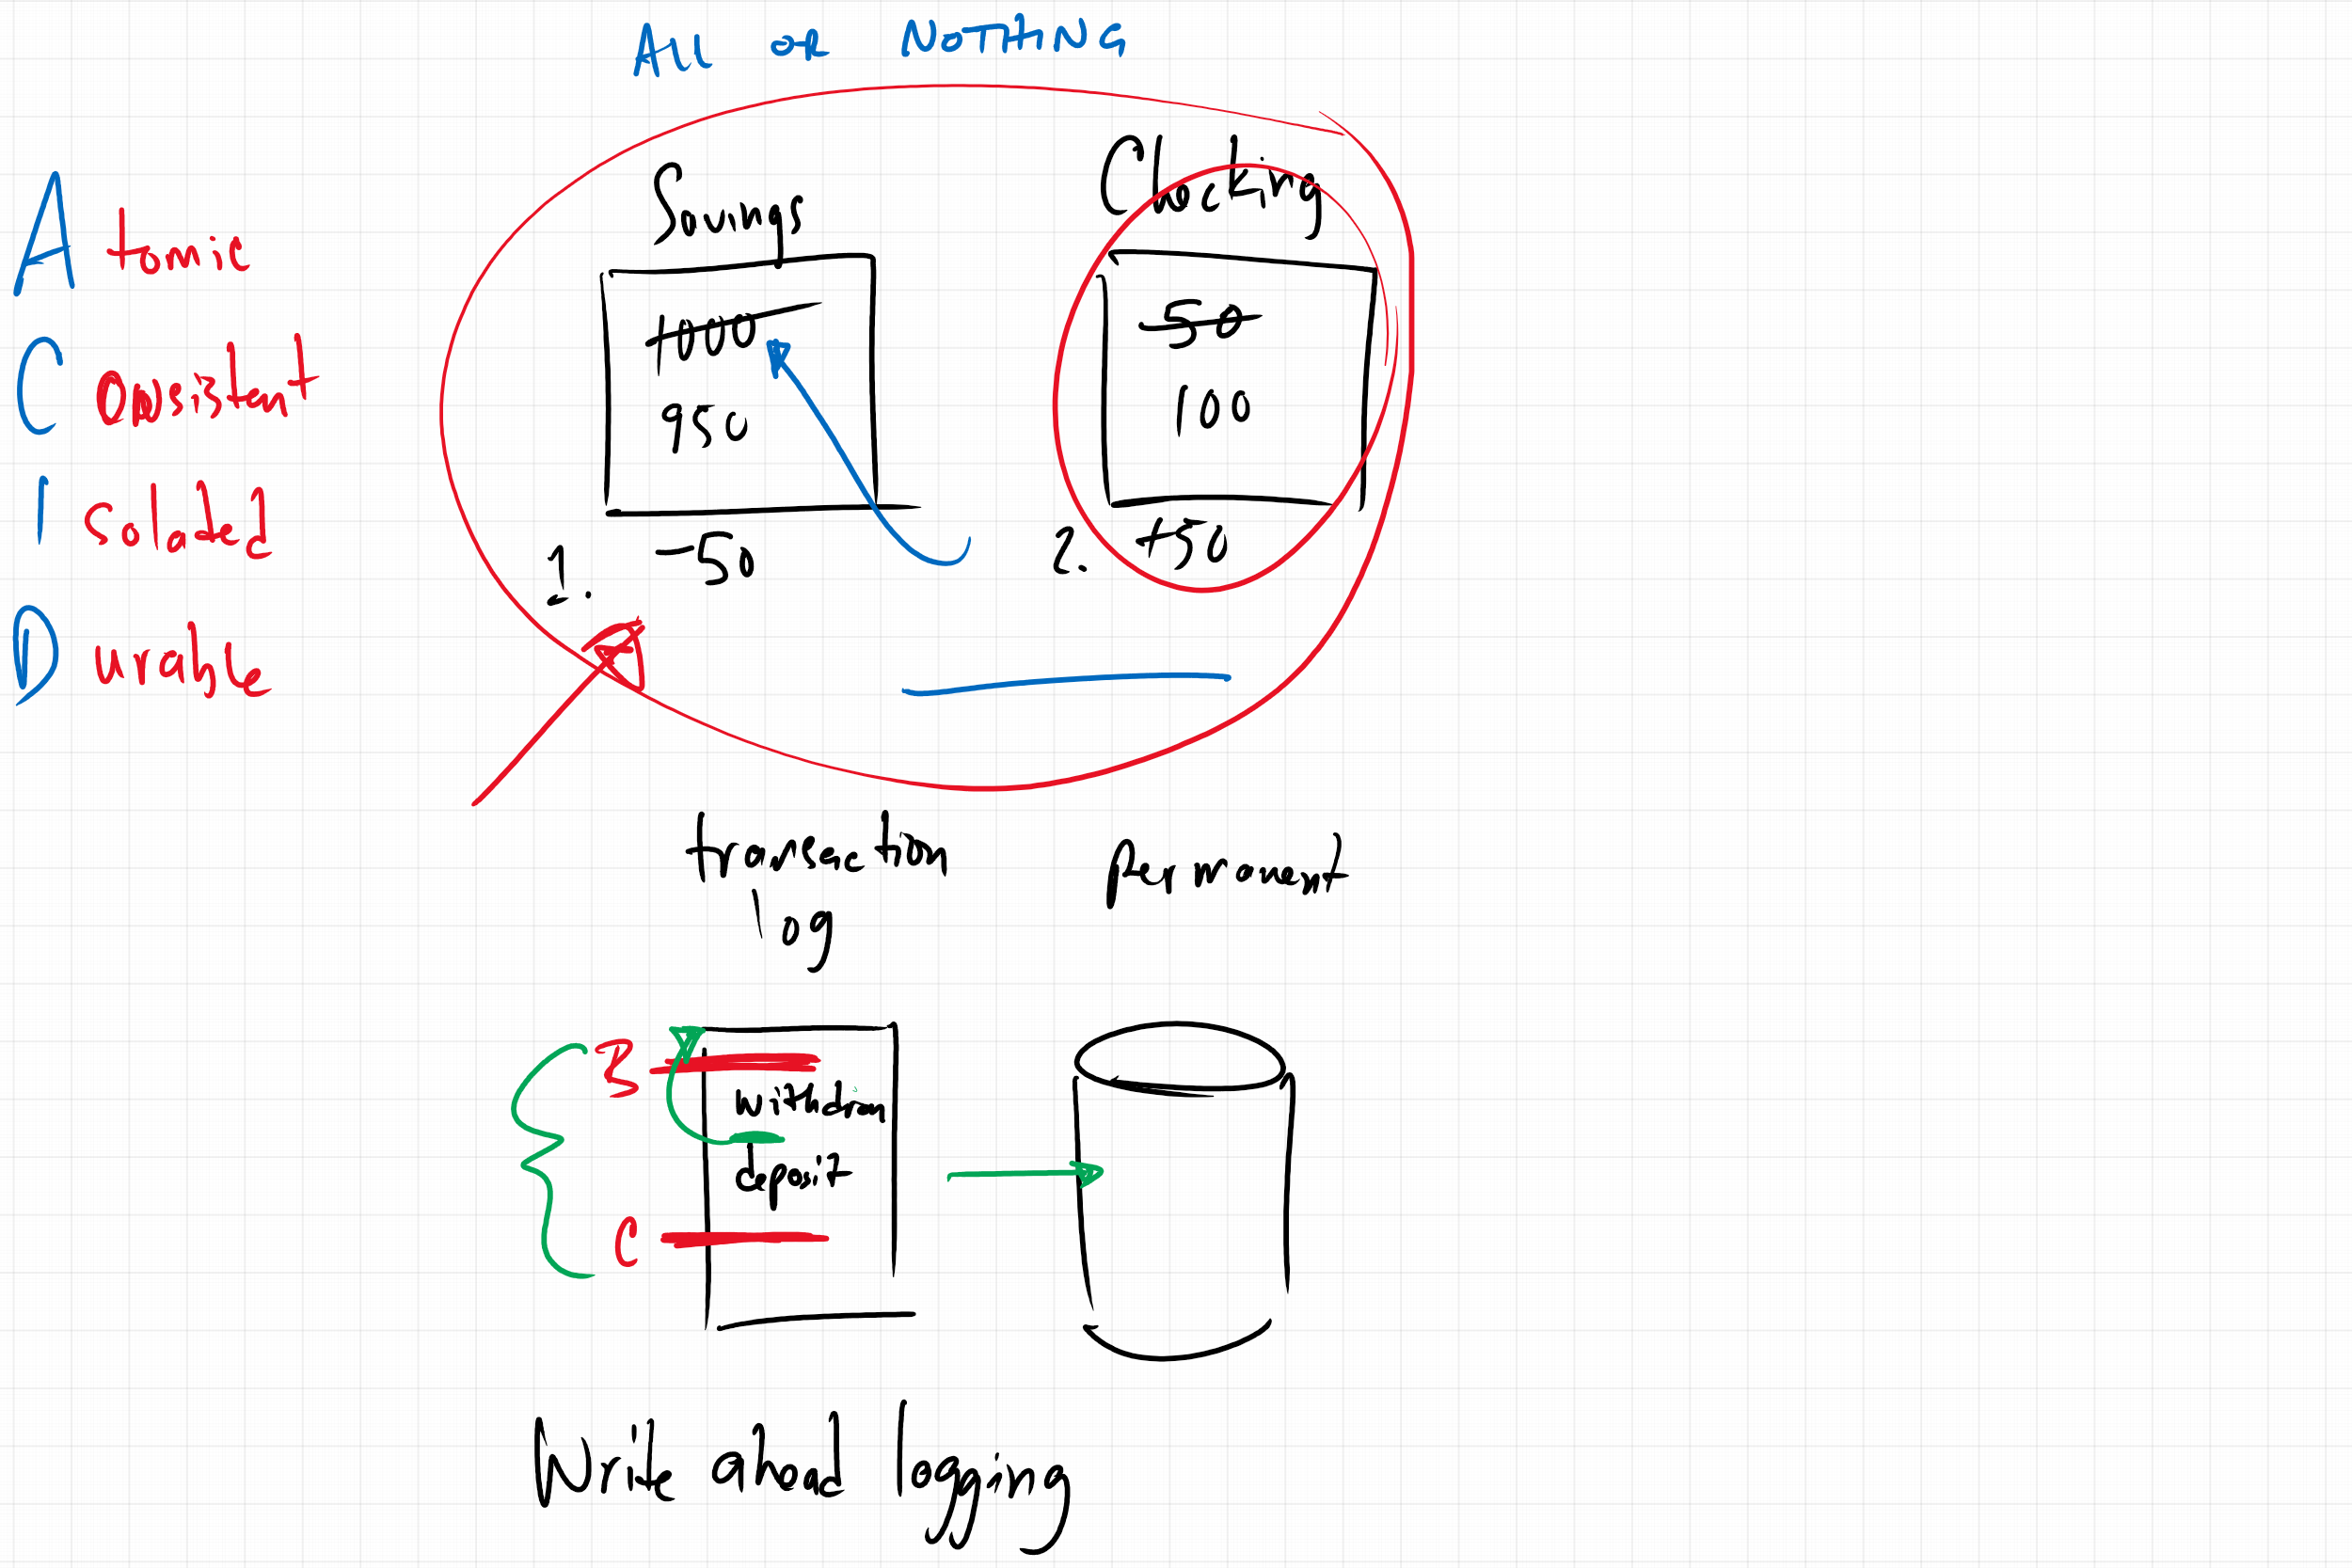 All or Nothing
Atomic
Consistent
Isolated
Durable
Savings
1000
950
1. -50
Checking
50
100
2. +50
transaction
log
permanent
B
withdraw
deposit
C
Write ahead logging